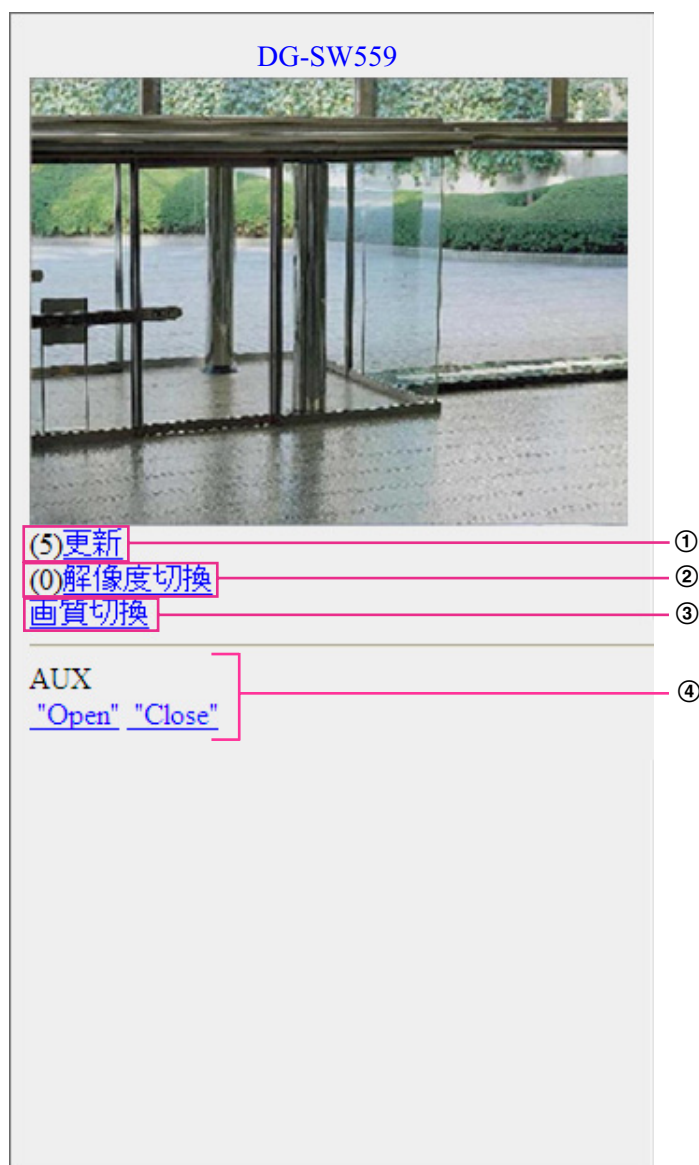 DG-SW559
(5)更新 ①
(0)解像度切換 ②
画質切換 ③
AUX ④
"Open" "Close"